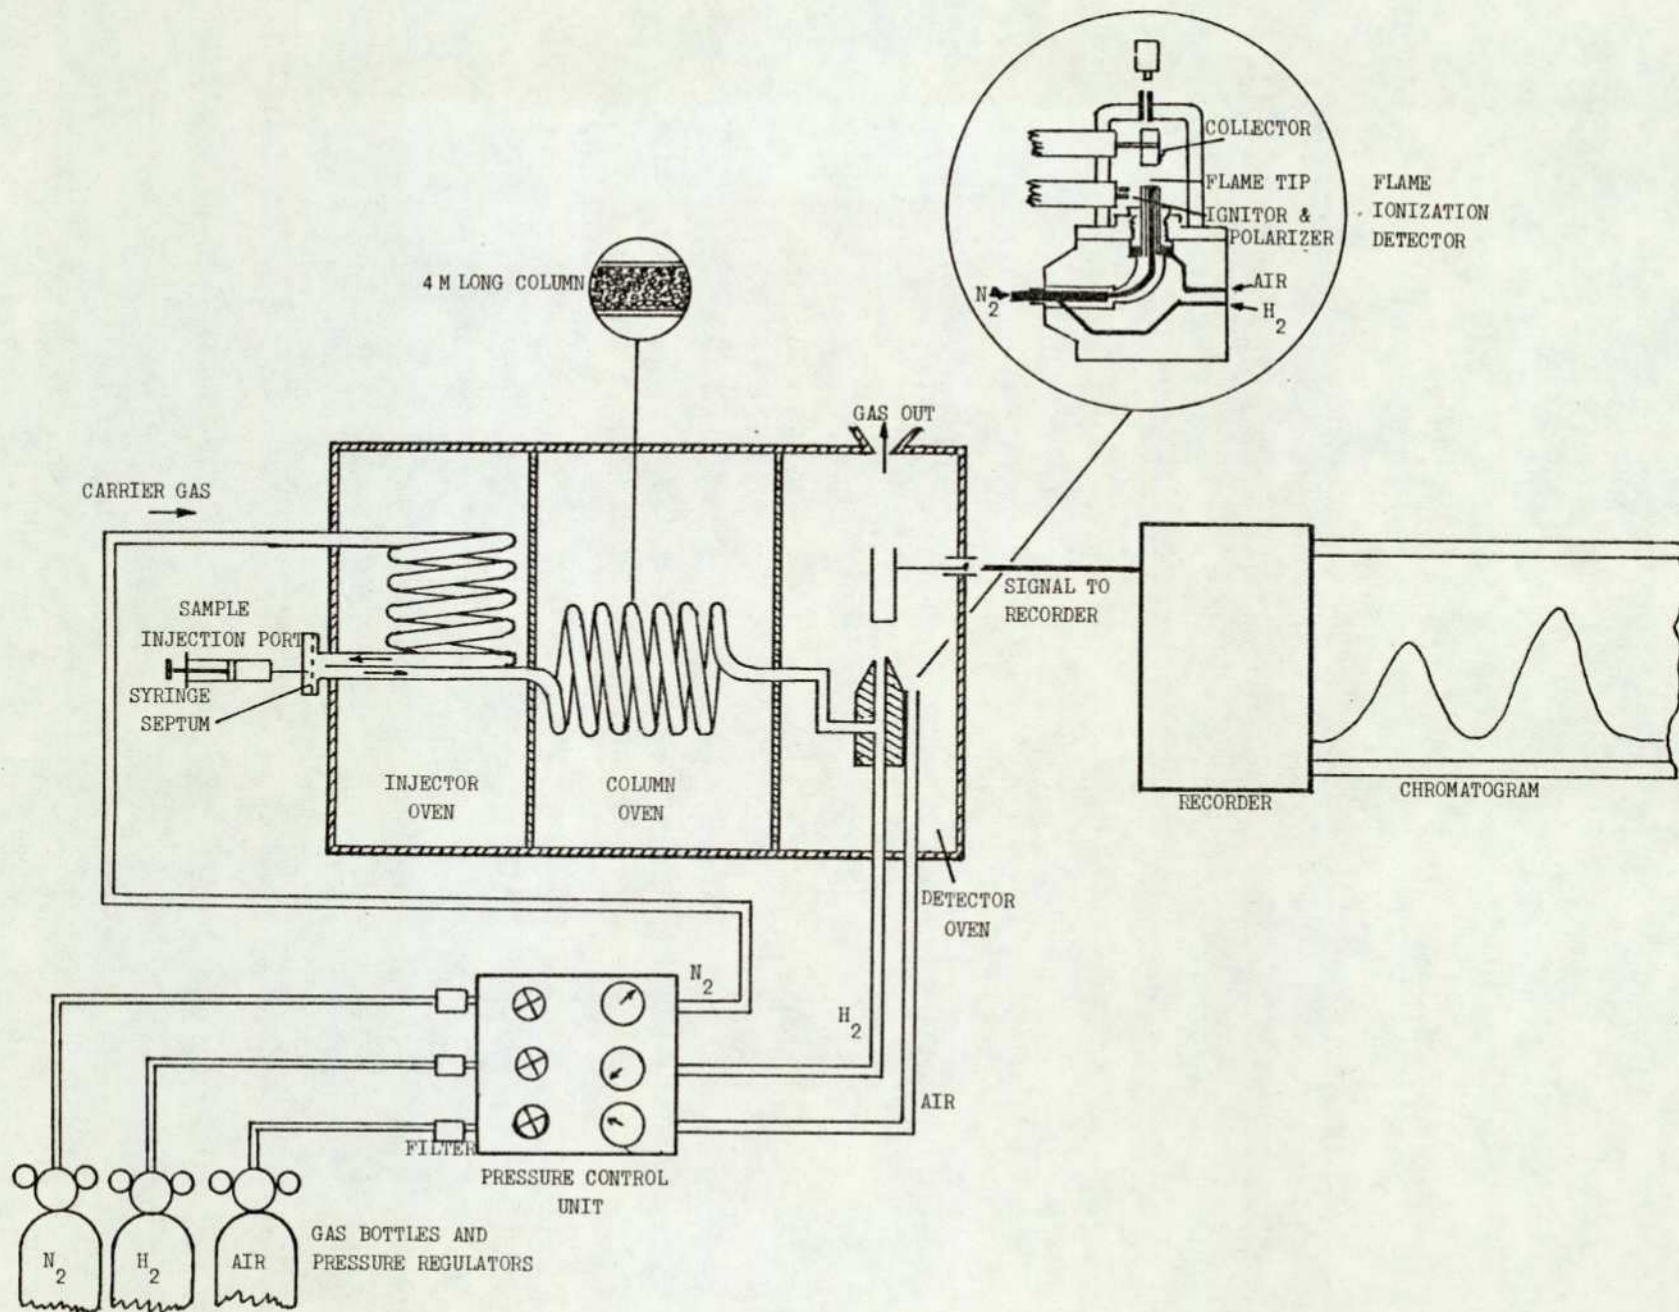 COLLECTOR
FLAME TIP
IGNITOR &
POLARIZER
FLAME
IONIZATION
DETECTOR
N2
AIR
H2
4 M LONG COLUMN
GAS OUT
CARRIER GAS
SAMPLE
INJECTION PORT
SYRINGE
SEPTUM
SIGNAL TO
RECORDER
INJECTOR
OVEN
COLUMN
OVEN
RECORDER
CHROMATOGRAM
DETECTOR
OVEN
N2
H2
AIR
FILTER
PRESSURE CONTROL
UNIT
GAS BOTTLES AND
PRESSURE REGULATORS
N2
H2
AIR